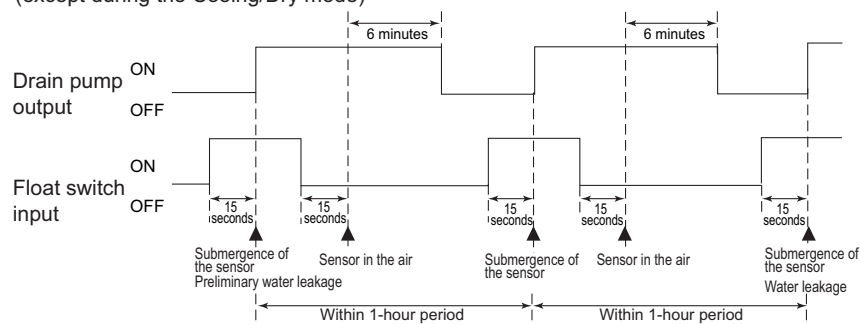 (except during the Cooling/Dry mode)
6 minutes
6 minutes
Drain pump
output
ON
OFF
Float switch
input
ON
OFF
15
seconds
15
seconds
15
seconds
15
seconds
15
seconds
Submergence of
the sensor
Preliminary water leakage
Sensor in the air
Submergence of
the sensor
Sensor in the air
Submergence of
the sensor
Water leakage
Within 1-hour period
Within 1-hour period